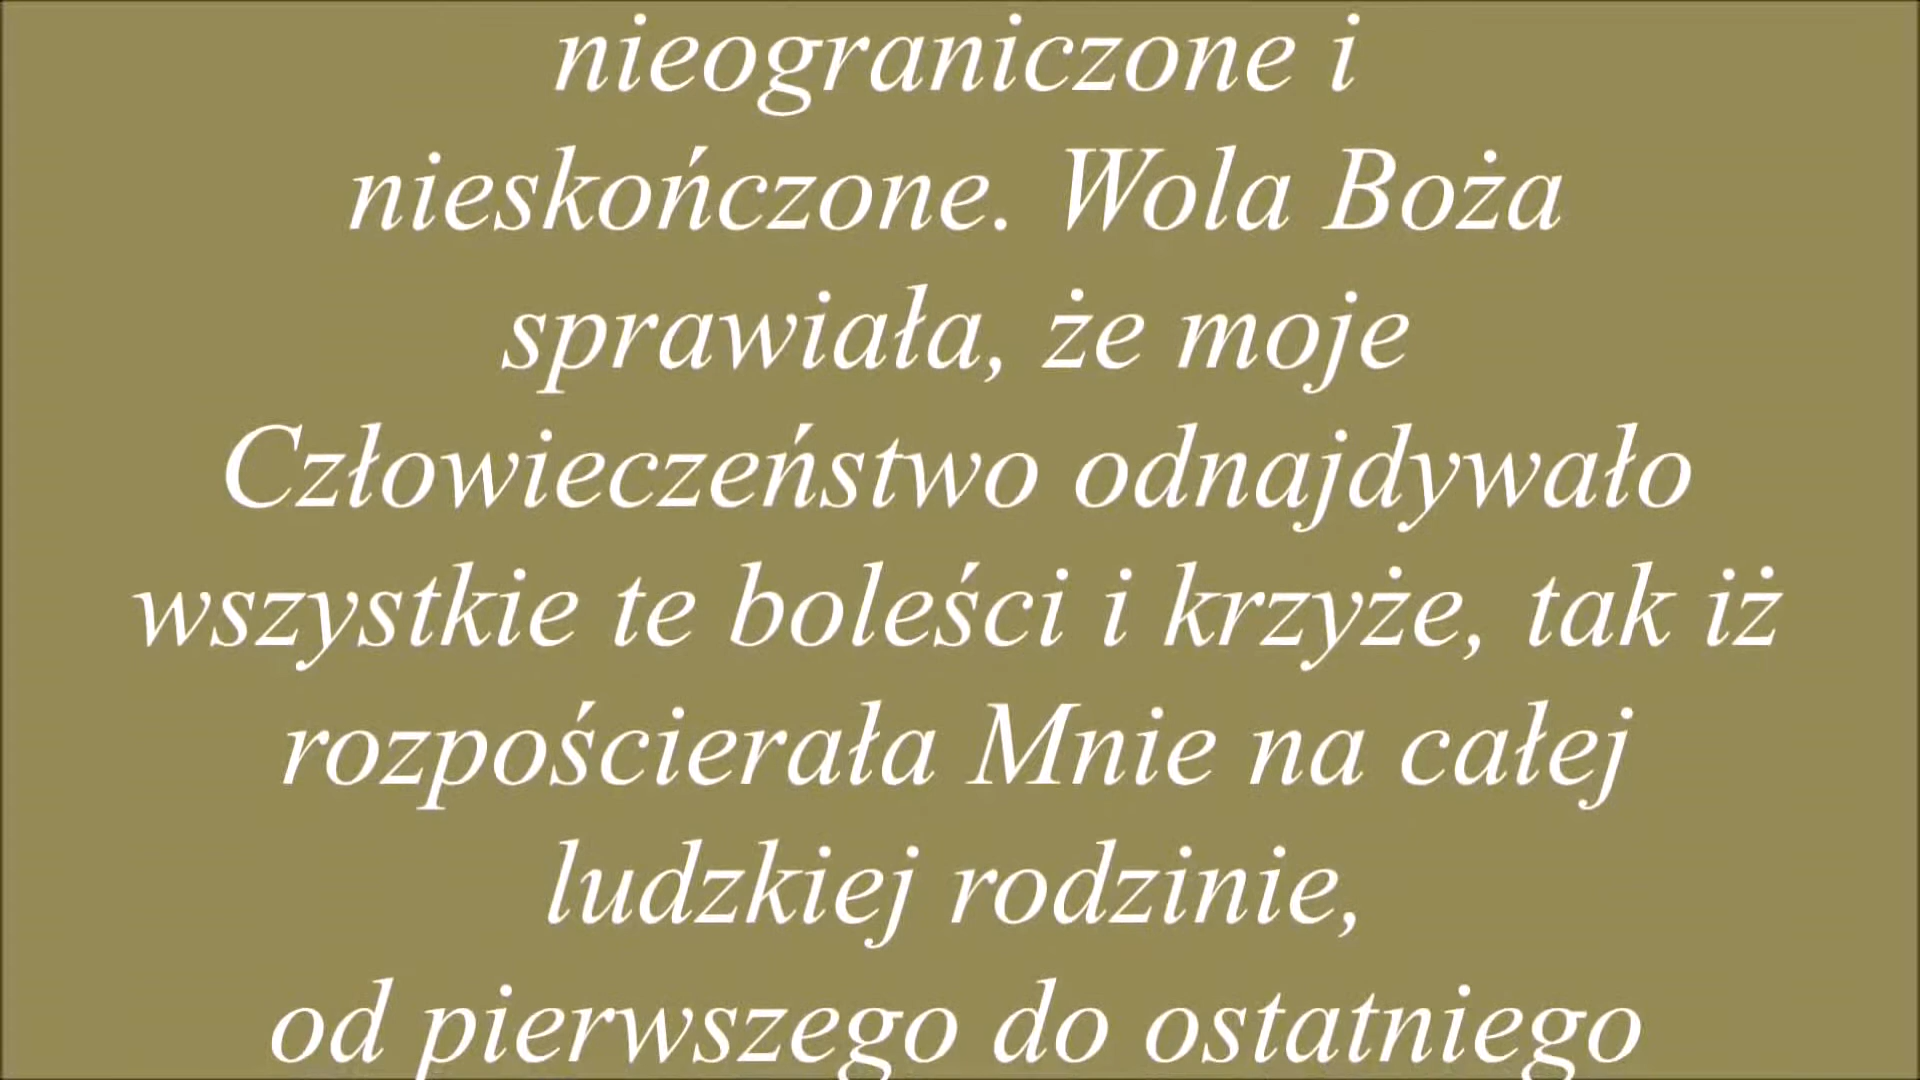 nieograniczone i
nieskończone. Wola Boża
sprawiała, że moje
Człowieczeństwo odnajdywało
wszystkie te boleści i krzyże, tak iż
rozpościerała Mnie na całej
ludzkiej rodzinie,
od pierwszego do ostatniego